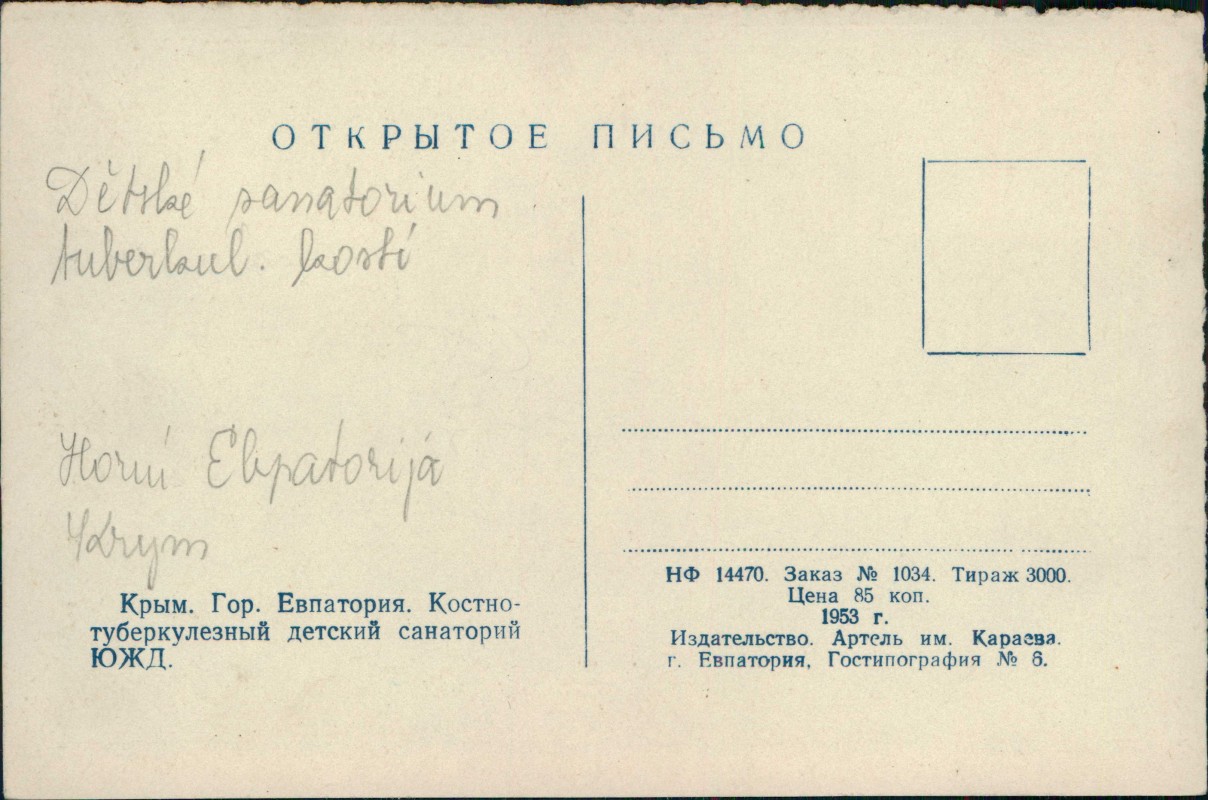 ОТКРЫТОЕ ПИСЬМО
Dětské sanatorium
tuberkul. kostí
Horní Evpatorijá
Krym
Крым. Гор. Евпатория. Костно-
туберкулезный детский санаторий
ЮЖД.
НФ 14470. Заказ № 1034. Тираж 3000.
Цена 85 коп.
1953 г.
Издательство. Артель им. Караева.
г. Евпатория, Гостипография № 6.